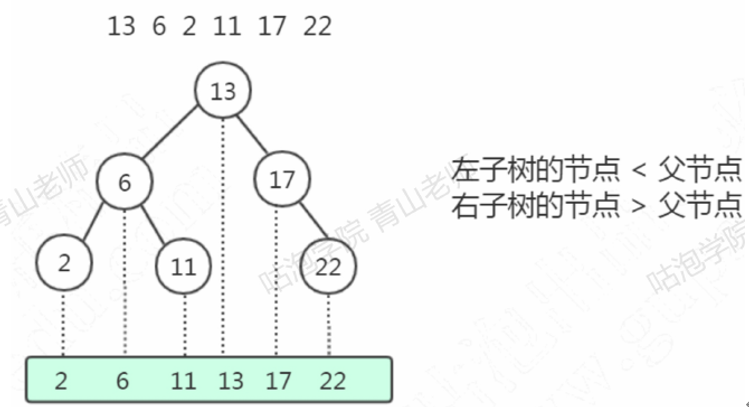 13 6 2 11 17 22
13
6
17
左子树的节点 < 父节点
右子树的节点 > 父节点
2
11
22
2 6 11 13 17 22
青山老师
咕泡学院 青山老师
咕泡学院